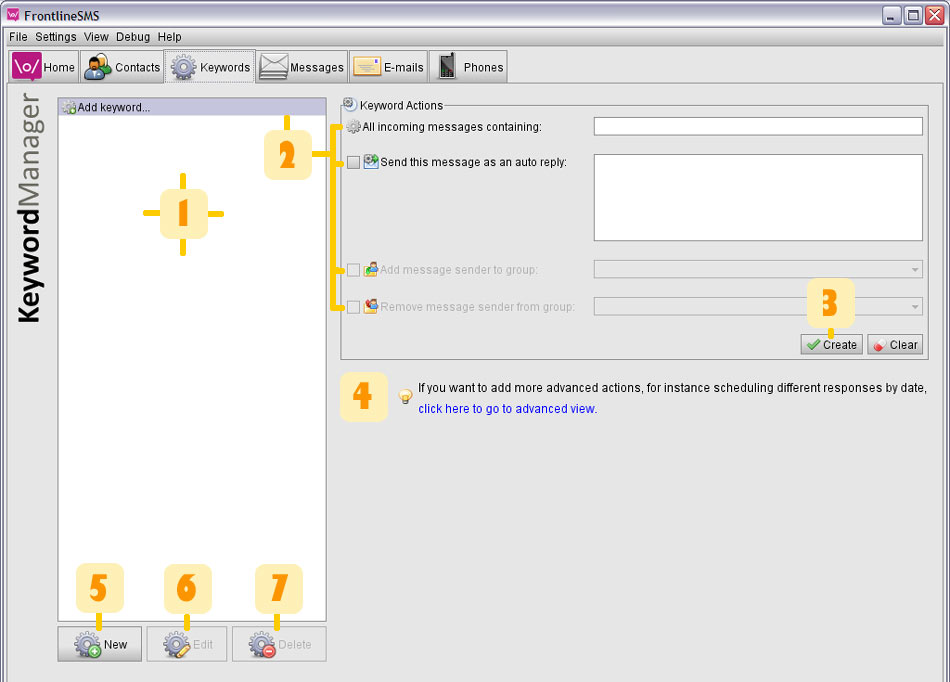 FrontlineSMS
File Settings View Debug Help
\o/ Home Contacts Keywords Messages E-mails Phones
KeywordManager
Add keyword...
Keyword Actions
All incoming messages containing:
2
Send this message as an auto reply:
1
Add message sender to group:
Remove message sender from group:
3
Create Clear
4
If you want to add more advanced actions, for instance scheduling different responses by date,
click here to go to advanced view.
5 6 7
New Edit Delete